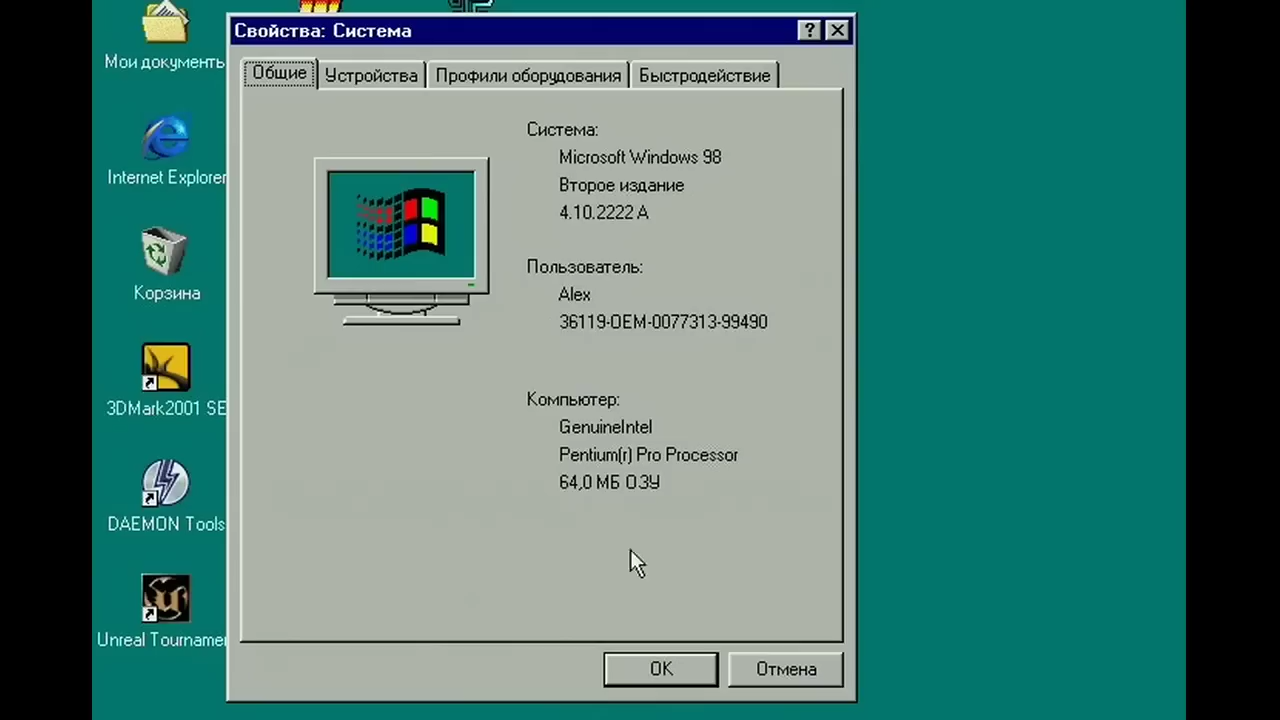 Свойства: Система
Общие
Устройства
Профили оборудования
Быстродействие
Система:
Microsoft Windows 98
Второе издание
4.10.2222 A
Пользователь:
Alex
36119-OEM-0077313-99490
Компьютер:
GenuineIntel
Pentium(r) Pro Processor
64,0 МБ ОЗУ
OK
Отмена
Мои документь
Internet Explorer
Корзина
3DMark2001 SE
DAEMON Tools
Unreal Tourname